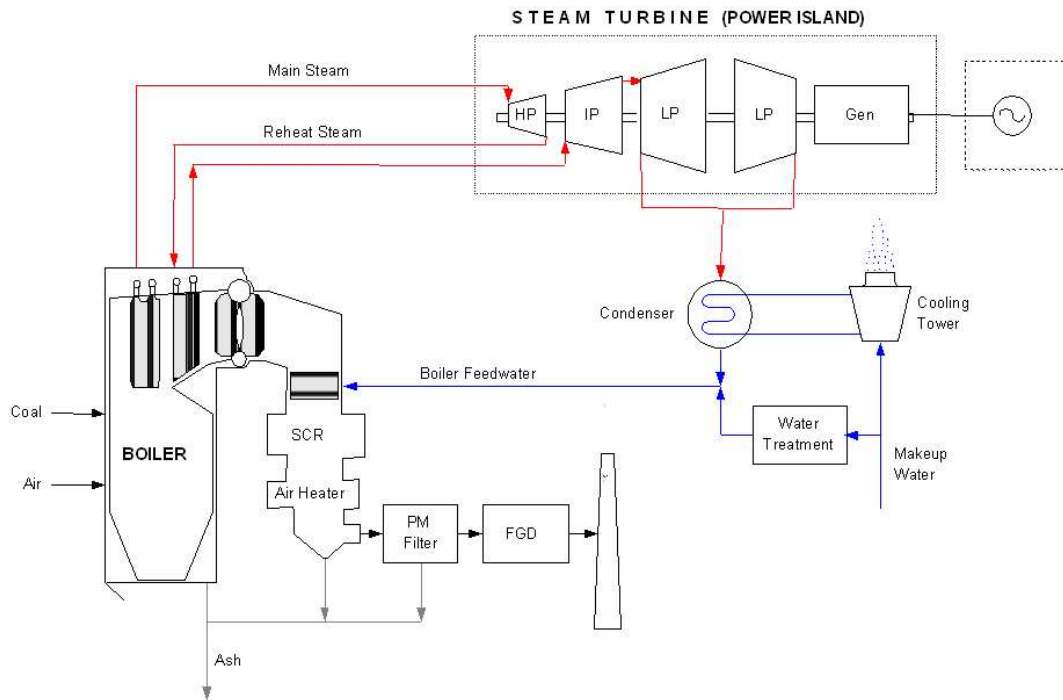 STEAM TURBINE (POWER ISLAND)
Main Steam
HP
IP
LP
LP
Gen
Reheat Steam
Condenser
Cooling
Tower
Boiler Feedwater
Coal
SCR
Water
Treatment
BOILER
Makeup
Water
Air
Air Heater
PM
Filter
FGD
Ash